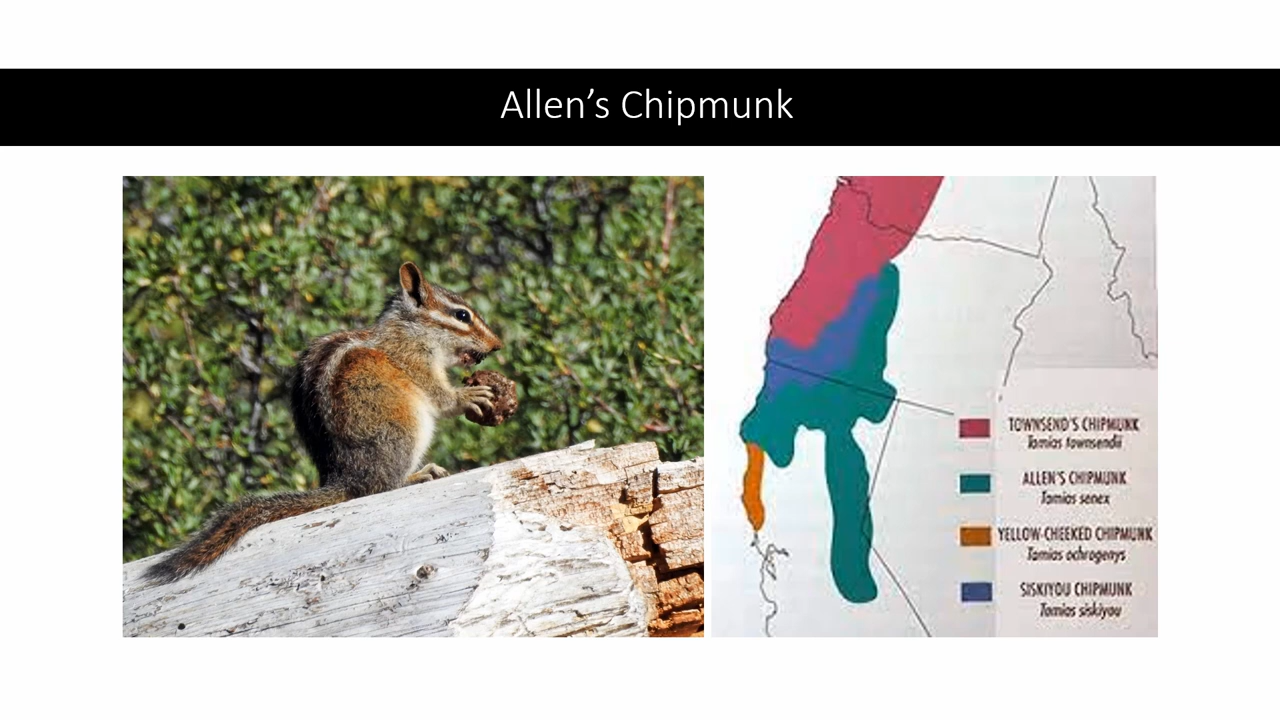 Allen’s Chipmunk
TOWNSEND'S CHIPMUNK
Tamias townsendii
ALLEN'S CHIPMUNK
Tamias senex
YELLOW-CHEEKED CHIPMUNK
Tamias ochrogenys
SISKIYOU CHIPMUNK
Tamias siskiyou